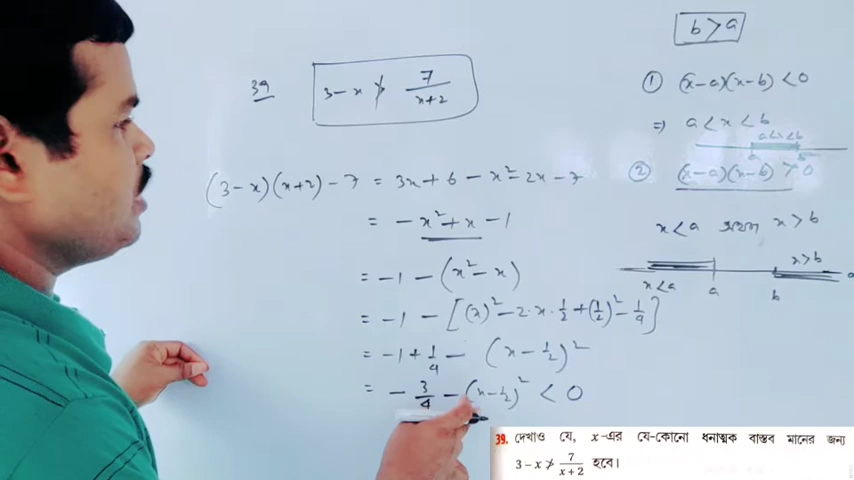 39 3-x ≯ 7/(x+2)
(3-x)(x+2)-7 = 3x+6-x²-2x-7
= -x²+x-1
= -1-(x²-x)
= -1-[(x)²-2·x·1/2+(1/2)²-1/4]
= -1+1/4-(x-1/2)²
= -3/4-(x-1/2)² < 0
b>a
① (x-a)(x-b)<0
⇒ a<x<b
a<x<b
a b
② (x-a)(x-b)>0
x<a অথবা x>b
x>b
x<a a b
39. দেখাও যে, x-এর যে-কোনো ধনাত্মক বাস্তব মানের জন্য
3-x ≯ 7/(x+2) হবে।